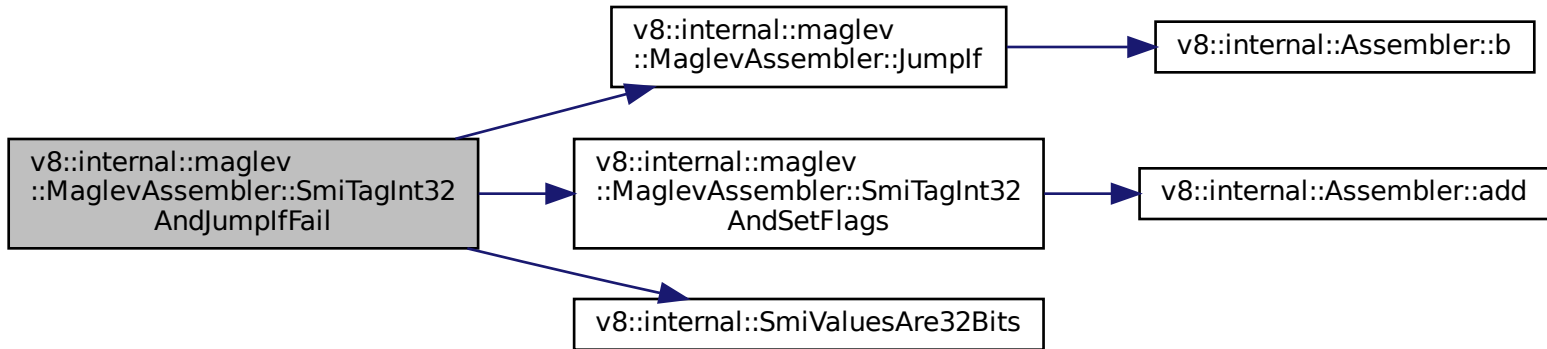 v8::internal::maglev
::MaglevAssembler::SmiTagInt32
AndJumpIfFail
v8::internal::maglev
::MaglevAssembler::JumpIf
v8::internal::Assembler::b
v8::internal::maglev
::MaglevAssembler::SmiTagInt32
AndSetFlags
v8::internal::Assembler::add
v8::internal::SmiValuesAre32Bits